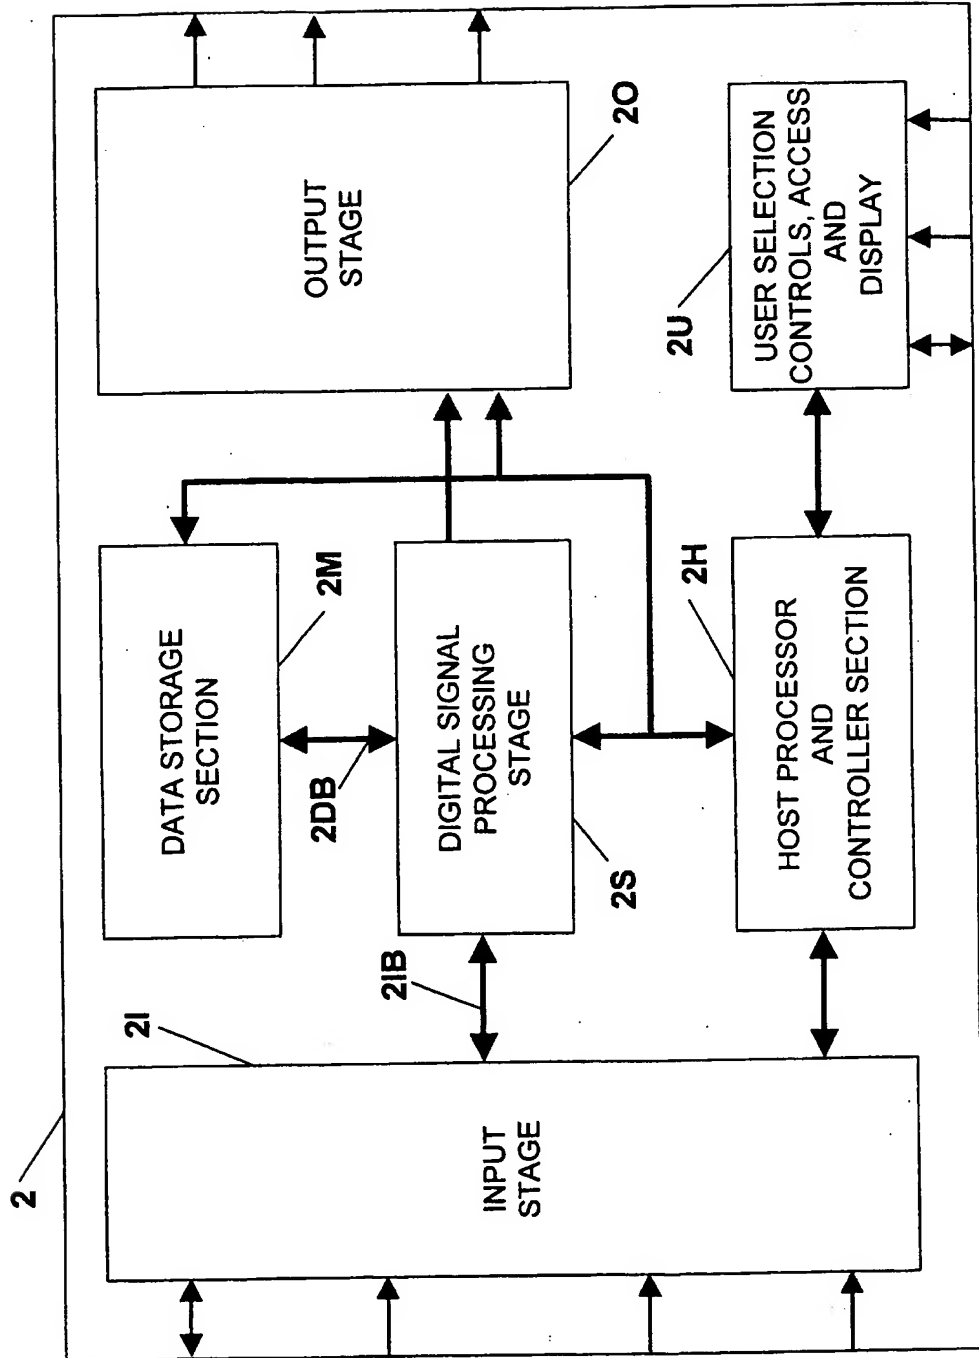 2
2I
INPUT
STAGE
2IB
DATA STORAGE
SECTION
2M
2DB
DIGITAL SIGNAL
PROCESSING
STAGE
2S
HOST PROCESSOR
AND
CONTROLLER SECTION
2H
OUTPUT
STAGE
2O
USER SELECTION
CONTROLS, ACCESS
AND
DISPLAY
2U